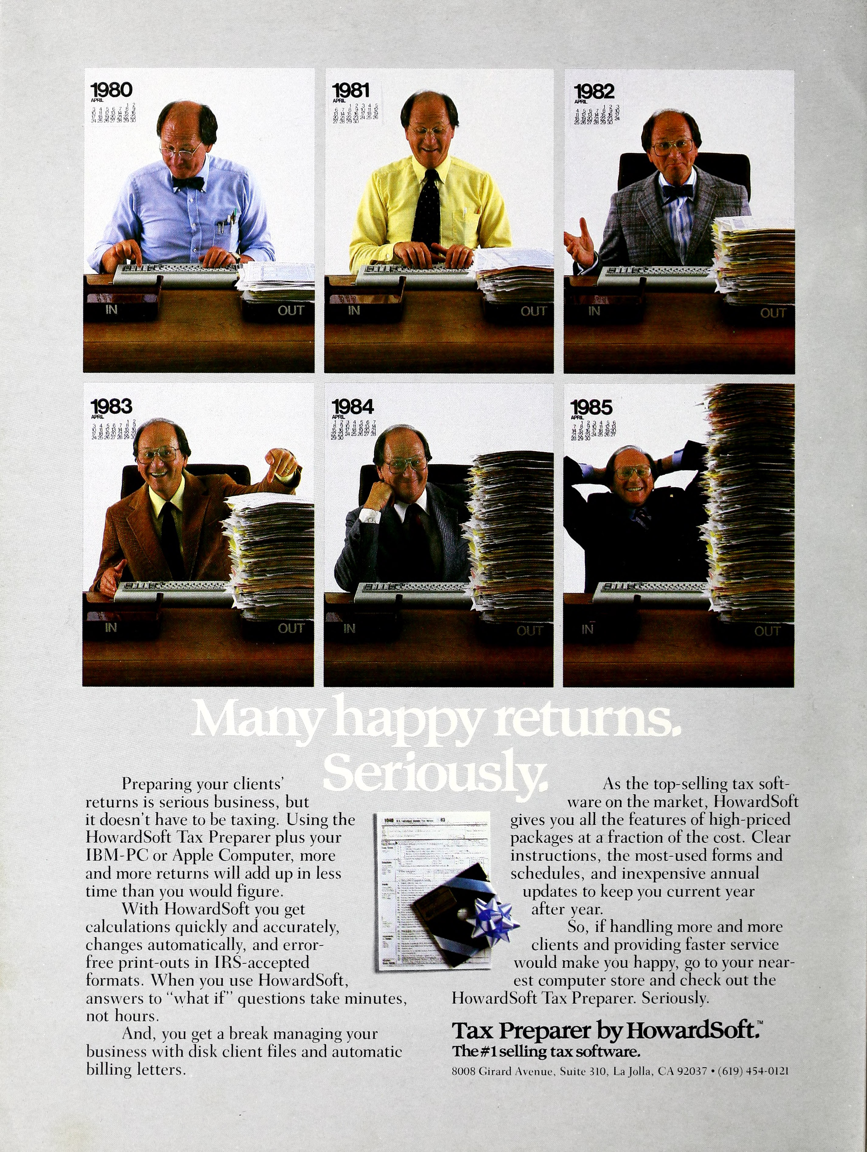 1980
APRIL
1981
APRIL
1982
APRIL
IN
OUT
IN
OUT
IN
OUT
1983
APRIL
1984
APRIL
1985
APRIL
IN
OUT
IN
OUT
IN
OUT
Many happy returns.
Seriously.
Preparing your clients'
returns is serious business, but
it doesn't have to be taxing. Using the
HowardSoft Tax Preparer plus your
IBM-PC or Apple Computer, more
and more returns will add up in less
time than you would figure.
With HowardSoft you get
calculations quickly and accurately,
changes automatically, and error-
free print-outs in IRS-accepted
formats. When you use HowardSoft,
answers to "what if" questions take minutes,
not hours.
And, you get a break managing your
business with disk client files and automatic
billing letters.
1040
As the top-selling tax soft-
ware on the market, HowardSoft
gives you all the features of high-priced
packages at a fraction of the cost. Clear
instructions, the most-used forms and
schedules, and inexpensive annual
updates to keep you current year
after year.
So, if handling more and more
clients and providing faster service
would make you happy, go to your near-
est computer store and check out the
HowardSoft Tax Preparer. Seriously.
Tax Preparer by HowardSoft.™
The #1 selling tax software.
8008 Girard Avenue, Suite 310, La Jolla, CA 92037 • (619) 454-0121